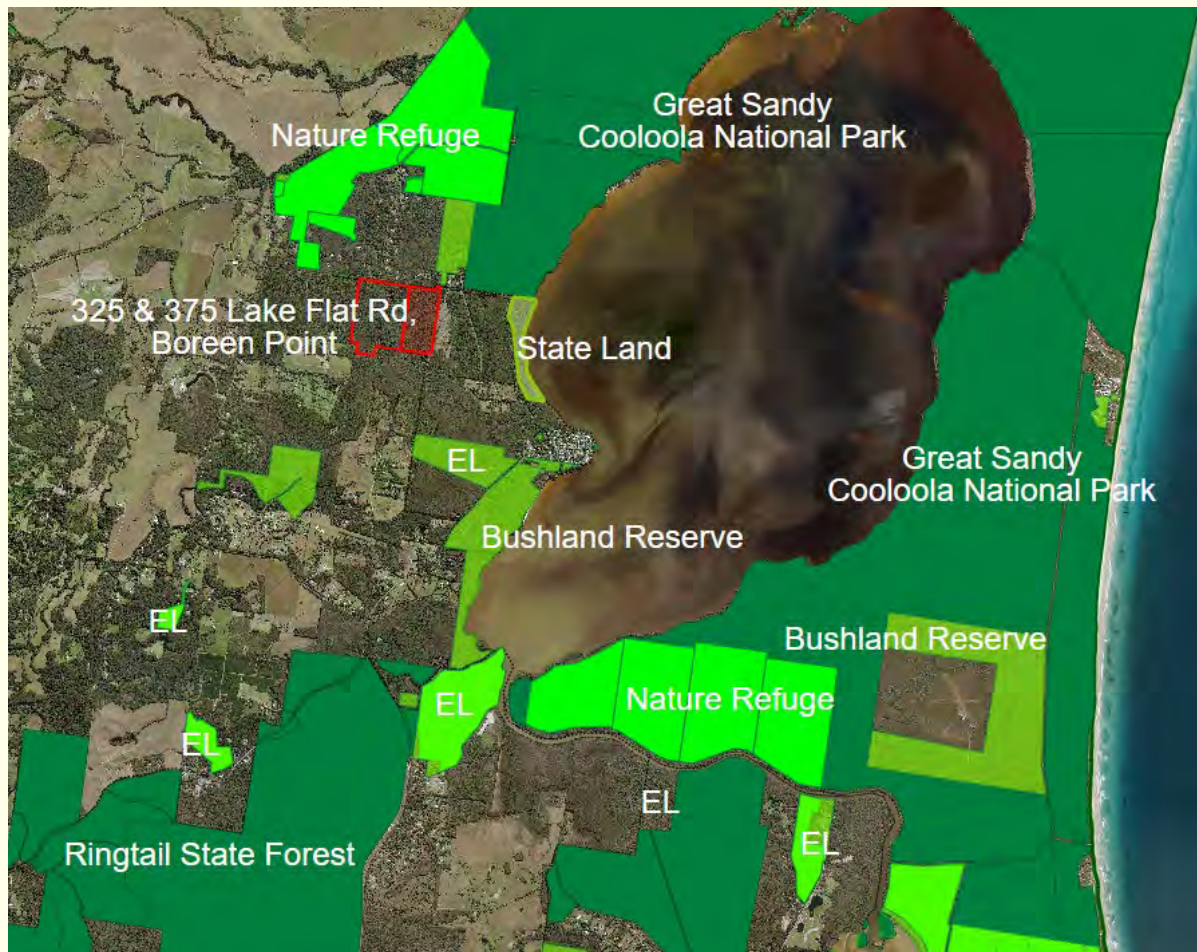 Great Sandy
Cooloola National Park
Nature Refuge
325 & 375 Lake Flat Rd,
Boreen Point
State Land
EL
Great Sandy
Cooloola National Park
Bushland Reserve
EL
Bushland Reserve
EL
Nature Refuge
EL
EL
EL
Ringtail State Forest